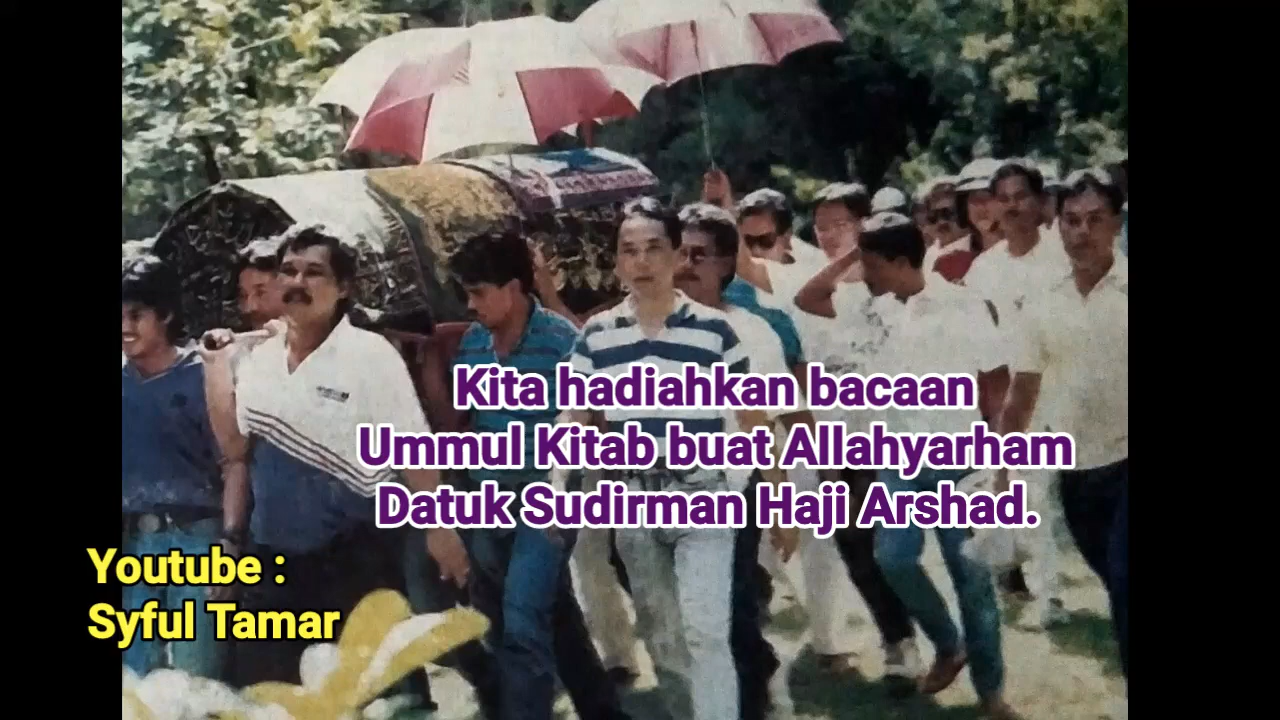 Kita hadiahkan bacaan
Ummul Kitab buat Allahyarham
Datuk Sudirman Haji Arshad.
Youtube :
Syful Tamar